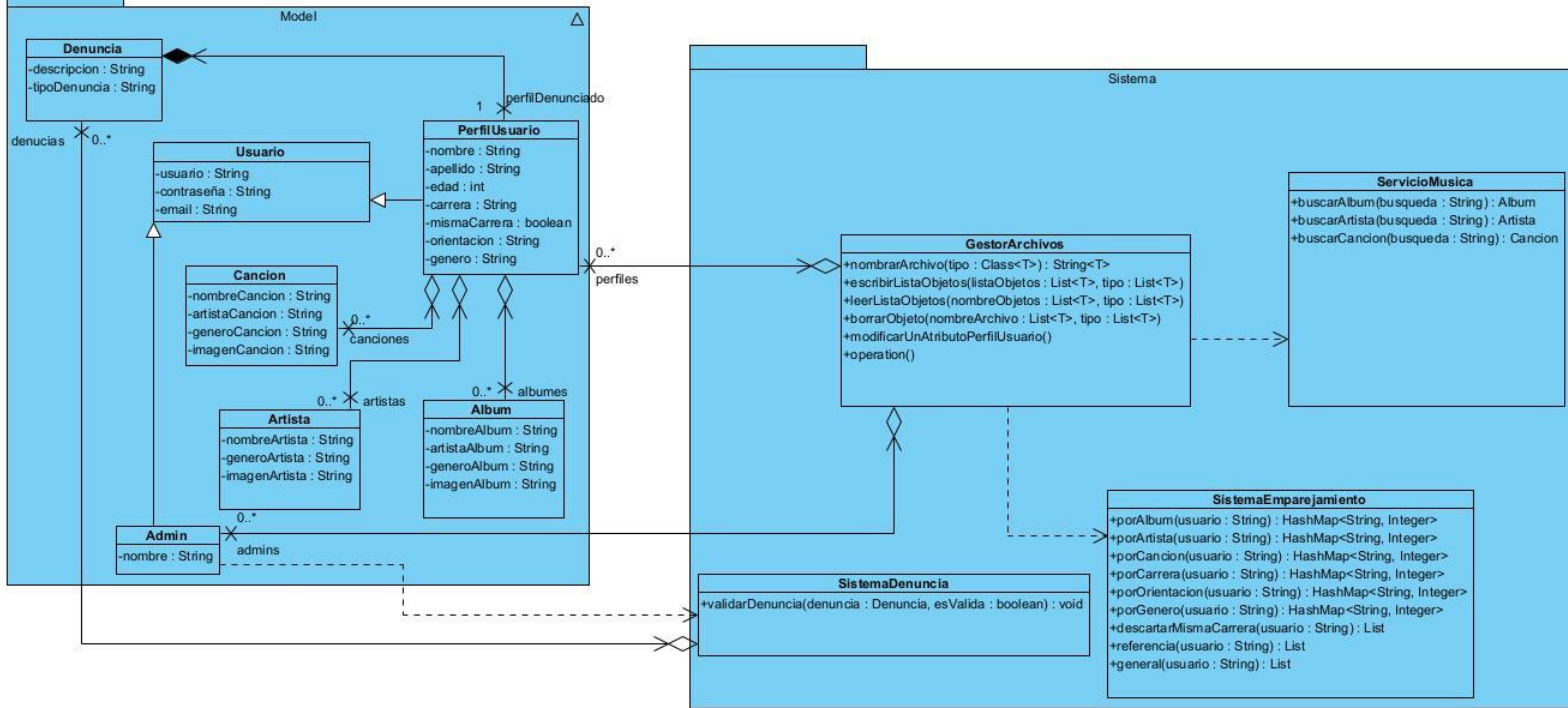 Model
Denuncia
-descripcion : String
-tipoDenuncia : String
1
perfilDenunciado
denucias
0..*
Usuario
-usuario : String
-contraseña : String
-email : String
PerfilUsuario
-nombre : String
-apellido : String
-edad : int
-carrera : String
-mismaCarrera : boolean
-orientacion : String
-genero : String
0..*
perfiles
Cancion
-nombreCancion : String
-artistaCancion : String
-generoCancion : String
-imagenCancion : String
0..*
canciones
0..*
artistas
0..*
albumes
Artista
-nombreArtista : String
-generoArtista : String
-imagenArtista : String
Album
-nombreAlbum : String
-artistaAlbum : String
-generoAlbum : String
-imagenAlbum : String
Admin
-nombre : String
0..*
admins
Sistema
ServicioMusica
+buscarAlbum(busqueda : String) : Album
+buscarArtista(busqueda : String) : Artista
+buscarCancion(busqueda : String) : Cancion
GestorArchivos
+nombrarArchivo(tipo : Class<T>) : String<T>
+escribirListaObjetos(listaObjetos : List<T>, tipo : List<T>)
+leerListaObjetos(nombreObjetos : List<T>, tipo : List<T>)
+borrarObjeto(nombreArchivo : List<T>, tipo : List<T>)
+modificarUnAtributoPerfilUsuario()
+operation()
SistemaEmparejamiento
+porAlbum(usuario : String) : HashMap<String, Integer>
+porArtista(usuario : String) : HashMap<String, Integer>
+porCancion(usuario : String) : HashMap<String, Integer>
+porCarrera(usuario : String) : HashMap<String, Integer>
+porOrientacion(usuario : String) : HashMap<String, Integer>
+porGenero(usuario : String) : HashMap<String, Integer>
+descartarMismaCarrera(usuario : String) : List
+referencia(usuario : String) : List
+general(usuario : String) : List
SistemaDenuncia
+validarDenuncia(denuncia : Denuncia, esValida : boolean) : void